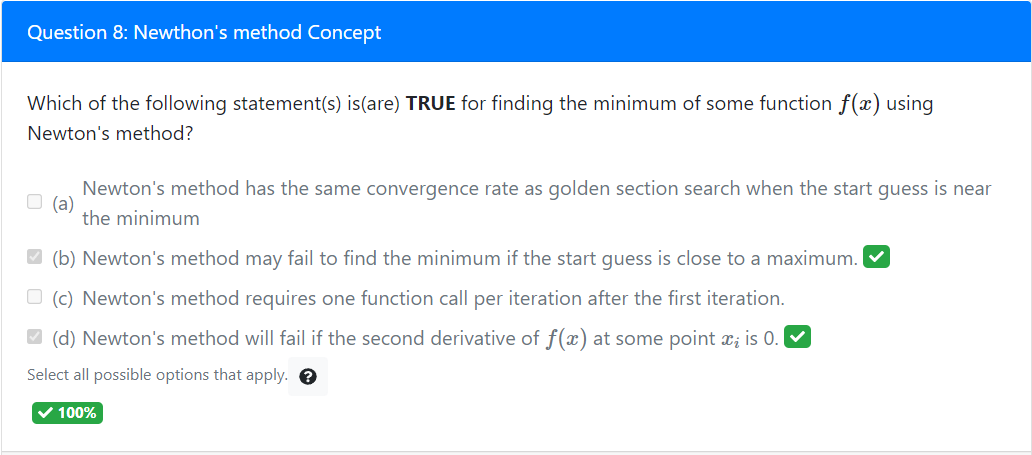 Question 8: Newthon's method Concept
Which of the following statement(s) is(are) TRUE for finding the minimum of some function f(x) using
Newton's method?
(a) Newton's method has the same convergence rate as golden section search when the start guess is near
the minimum
(b) Newton's method may fail to find the minimum if the start guess is close to a maximum.
(c) Newton's method requires one function call per iteration after the first iteration.
(d) Newton's method will fail if the second derivative of f(x) at some point xᵢ is 0.
Select all possible options that apply. ?
100%